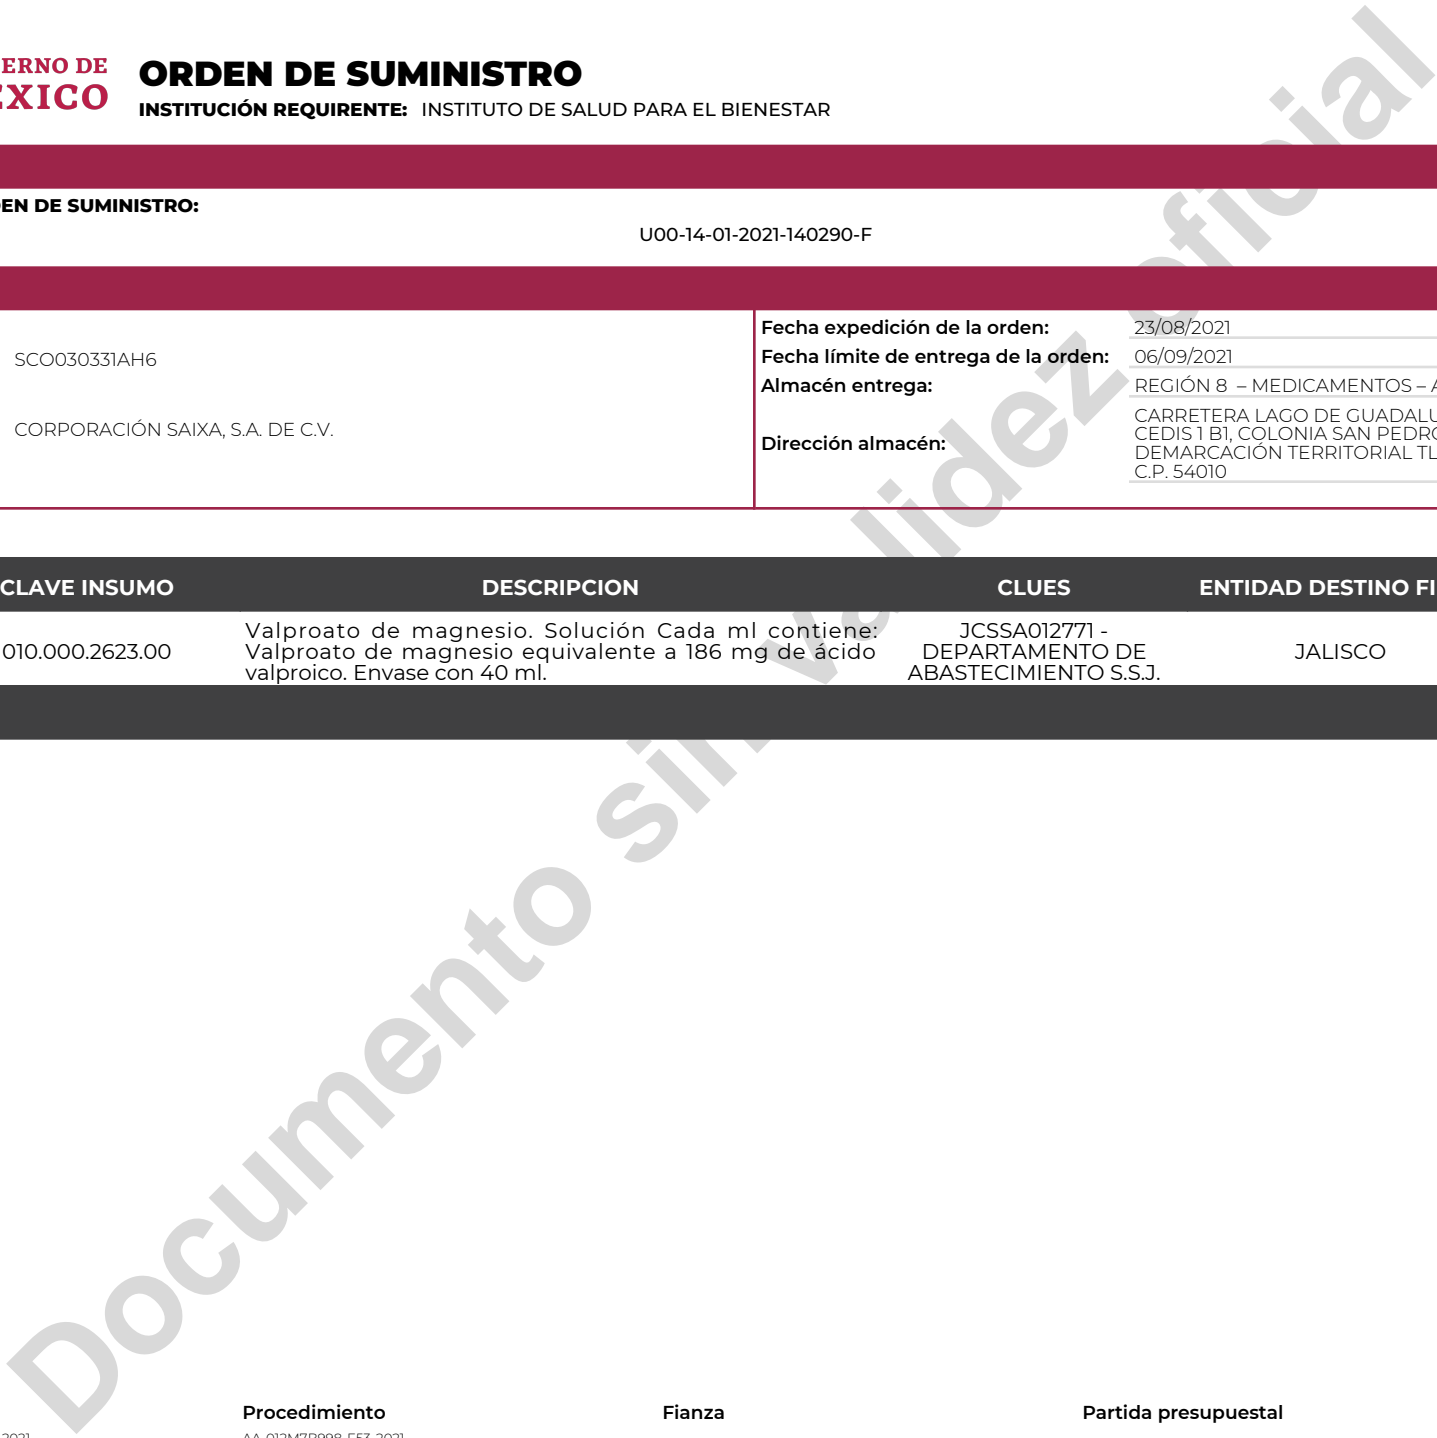 ERNO DE
EXICO
ORDEN DE SUMINISTRO
INSTITUCIÓN REQUIRENTE: INSTITUTO DE SALUD PARA EL BIENESTAR
EN DE SUMINISTRO:
U00-14-01-2021-140290-F
SCO030331AH6
CORPORACIÓN SAIXA, S.A. DE C.V.
Fecha expedición de la orden: 23/08/2021
Fecha límite de entrega de la orden: 06/09/2021
Almacén entrega: REGIÓN 8 – MEDICAMENTOS – A
Dirección almacén:
CARRETERA LAGO DE GUADALU
CEDIS 1 B1, COLONIA SAN PEDRO
DEMARCACIÓN TERRITORIAL TL
C.P. 54010
CLAVE INSUMO DESCRIPCION CLUES ENTIDAD DESTINO FI
010.000.2623.00
Valproato de magnesio. Solución Cada ml contiene:
Valproato de magnesio equivalente a 186 mg de ácido
valproico. Envase con 40 ml.
JCSSA012771 -
DEPARTAMENTO DE
ABASTECIMIENTO S.S.J.
JALISCO
Documento sin validez oficial
Procedimiento Fianza Partida presupuestal